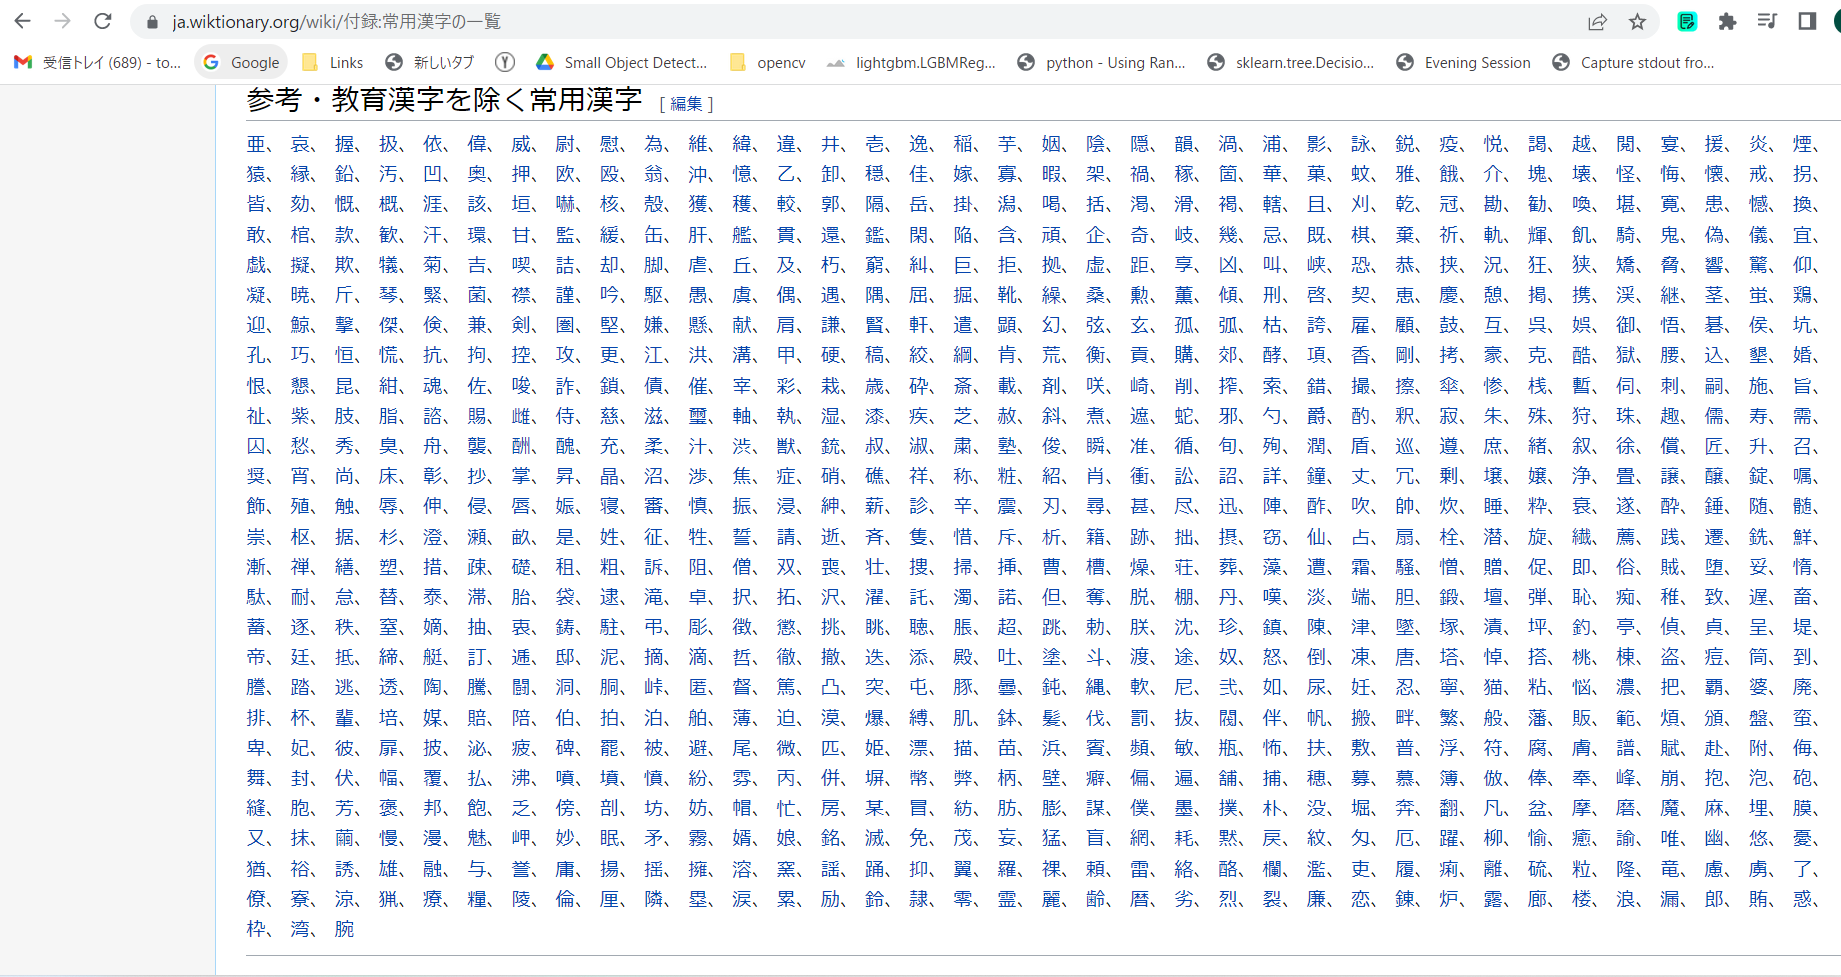 ja.wiktionary.org/wiki/付録:常用漢字の一覧
受信トレイ (689) - to... Google Links 新しいタブ Small Object Detect... opencv lightgbm.LGBMReg... python - Using Ran... sklearn.tree.Decisio... Evening Session Capture stdout fro...
参考・教育漢字を除く常用漢字 [ 編集 ]
亜、 哀、 握、 扱、 依、 偉、 威、 尉、 慰、 為、 維、 緯、 違、 井、 壱、 逸、 稲、 芋、 姻、 陰、 隠、 韻、 渦、 浦、 影、 詠、 鋭、 疫、 悦、 謁、 越、 閲、 宴、 援、 炎、 煙、
猿、 縁、 鉛、 汚、 凹、 奥、 押、 欧、 殴、 翁、 沖、 憶、 乙、 卸、 穏、 佳、 嫁、 寡、 暇、 架、 禍、 稼、 箇、 華、 菓、 蚊、 雅、 餓、 介、 塊、 壊、 怪、 悔、 懐、 戒、 拐、
皆、 劾、 慨、 概、 涯、 該、 垣、 嚇、 核、 殻、 獲、 穫、 較、 郭、 隔、 岳、 掛、 潟、 喝、 括、 渇、 滑、 褐、 轄、 且、 刈、 乾、 冠、 勘、 勧、 喚、 堪、 寛、 患、 憾、 換、
敢、 棺、 款、 歓、 汗、 環、 甘、 監、 緩、 缶、 肝、 艦、 貫、 還、 鑑、 閑、 陥、 含、 頑、 企、 奇、 岐、 幾、 忌、 既、 棋、 棄、 祈、 軌、 輝、 飢、 騎、 鬼、 偽、 儀、 宜、
戯、 擬、 欺、 犠、 菊、 吉、 喫、 詰、 却、 脚、 虐、 丘、 及、 朽、 窮、 糾、 巨、 拒、 拠、 虚、 距、 享、 凶、 叫、 峡、 恐、 恭、 挟、 況、 狂、 狭、 矯、 脅、 響、 驚、 仰、
凝、 暁、 斤、 琴、 緊、 菌、 襟、 謹、 吟、 駆、 愚、 虞、 偶、 遇、 隅、 屈、 掘、 靴、 繰、 桑、 勲、 薫、 傾、 刑、 啓、 契、 恵、 慶、 憩、 掲、 携、 渓、 継、 茎、 蛍、 鶏、
迎、 鯨、 撃、 傑、 倹、 兼、 剣、 圏、 堅、 嫌、 懸、 献、 肩、 謙、 賢、 軒、 遣、 顕、 幻、 弦、 玄、 孤、 弧、 枯、 誇、 雇、 顧、 鼓、 互、 呉、 娯、 御、 悟、 碁、 侯、 坑、
孔、 巧、 恒、 慌、 抗、 拘、 控、 攻、 更、 江、 洪、 溝、 甲、 硬、 稿、 絞、 綱、 肯、 荒、 衡、 貢、 購、 郊、 酵、 項、 香、 剛、 拷、 豪、 克、 酷、 獄、 腰、 込、 墾、 婚、
恨、 懇、 昆、 紺、 魂、 佐、 唆、 詐、 鎖、 債、 催、 宰、 彩、 栽、 歳、 砕、 斎、 載、 剤、 咲、 崎、 削、 搾、 索、 錯、 撮、 擦、 傘、 惨、 桟、 暫、 伺、 刺、 嗣、 施、 旨、
祉、 紫、 肢、 脂、 諮、 賜、 雌、 侍、 慈、 滋、 璽、 軸、 執、 湿、 漆、 疾、 芝、 赦、 斜、 煮、 遮、 蛇、 邪、 勺、 爵、 酌、 釈、 寂、 朱、 殊、 狩、 珠、 趣、 儒、 寿、 需、
囚、 愁、 秀、 臭、 舟、 襲、 酬、 醜、 充、 柔、 汁、 渋、 獣、 銃、 叔、 淑、 粛、 塾、 俊、 瞬、 准、 循、 旬、 殉、 潤、 盾、 巡、 遵、 庶、 緒、 叙、 徐、 償、 匠、 升、 召、
奨、 宵、 尚、 床、 彰、 抄、 掌、 昇、 晶、 沼、 渉、 焦、 症、 硝、 礁、 祥、 称、 粧、 紹、 肖、 衝、 訟、 詔、 詳、 鐘、 丈、 冗、 剰、 壌、 嬢、 浄、 畳、 譲、 醸、 錠、 嘱、
飾、 殖、 触、 辱、 伸、 侵、 唇、 娠、 寝、 審、 慎、 振、 浸、 紳、 薪、 診、 辛、 震、 刃、 尋、 甚、 尽、 迅、 陣、 酢、 吹、 帥、 炊、 睡、 粋、 衰、 遂、 酔、 錘、 随、 髄、
崇、 枢、 据、 杉、 澄、 瀬、 畝、 是、 姓、 征、 牲、 誓、 請、 逝、 斉、 隻、 惜、 斥、 析、 籍、 跡、 拙、 摂、 窃、 仙、 占、 扇、 栓、 潜、 旋、 繊、 薦、 践、 遷、 銑、 鮮、
漸、 禅、 繕、 塑、 措、 疎、 礎、 租、 粗、 訴、 阻、 僧、 双、 喪、 壮、 捜、 掃、 挿、 曹、 槽、 燥、 荘、 葬、 藻、 遭、 霜、 騒、 憎、 贈、 促、 即、 俗、 賊、 堕、 妥、 惰、
駄、 耐、 怠、 替、 泰、 滞、 胎、 袋、 逮、 滝、 卓、 択、 拓、 沢、 濯、 託、 濁、 諾、 但、 奪、 脱、 棚、 丹、 嘆、 淡、 端、 胆、 鍛、 壇、 弾、 恥、 痴、 稚、 致、 遅、 畜、
蓄、 逐、 秩、 窒、 嫡、 抽、 衷、 鋳、 駐、 弔、 彫、 徴、 懲、 挑、 眺、 聴、 脹、 超、 跳、 勅、 朕、 沈、 珍、 鎮、 陳、 津、 墜、 塚、 漬、 坪、 釣、 亭、 偵、 貞、 呈、 堤、
帝、 廷、 抵、 締、 艇、 訂、 逓、 邸、 泥、 摘、 滴、 哲、 徹、 撤、 迭、 添、 殿、 吐、 塗、 斗、 渡、 途、 奴、 怒、 倒、 凍、 唐、 塔、 悼、 搭、 桃、 棟、 盗、 痘、 筒、 到、
謄、 踏、 逃、 透、 陶、 騰、 闘、 洞、 胴、 峠、 匿、 督、 篤、 凸、 突、 屯、 豚、 曇、 鈍、 縄、 軟、 尼、 弐、 如、 尿、 妊、 忍、 寧、 猫、 粘、 悩、 濃、 把、 覇、 婆、 廃、
排、 杯、 輩、 培、 媒、 賠、 陪、 伯、 拍、 泊、 舶、 薄、 迫、 漠、 爆、 縛、 肌、 鉢、 髪、 伐、 罰、 抜、 閥、 伴、 帆、 搬、 畔、 繁、 般、 藩、 販、 範、 煩、 頒、 盤、 蛮、
卑、 妃、 彼、 扉、 披、 泌、 疲、 碑、 罷、 被、 避、 尾、 微、 匹、 姫、 漂、 描、 苗、 浜、 賓、 頻、 敏、 瓶、 怖、 扶、 敷、 普、 浮、 符、 腐、 膚、 譜、 賦、 赴、 附、 侮、
舞、 封、 伏、 幅、 覆、 払、 沸、 噴、 墳、 憤、 紛、 雰、 丙、 併、 塀、 幣、 弊、 柄、 壁、 癖、 偏、 遍、 舗、 捕、 穂、 募、 慕、 簿、 倣、 俸、 奉、 峰、 崩、 抱、 泡、 砲、
縫、 胞、 芳、 褒、 邦、 飽、 乏、 傍、 剖、 坊、 妨、 帽、 忙、 房、 某、 冒、 紡、 肪、 膨、 謀、 僕、 墨、 撲、 朴、 没、 堀、 奔、 翻、 凡、 盆、 摩、 磨、 魔、 麻、 埋、 膜、
又、 抹、 繭、 慢、 漫、 魅、 岬、 妙、 眠、 矛、 霧、 婿、 娘、 銘、 滅、 免、 茂、 妄、 猛、 盲、 網、 耗、 黙、 戻、 紋、 匁、 厄、 躍、 柳、 愉、 癒、 諭、 唯、 幽、 悠、 憂、
猶、 裕、 誘、 雄、 融、 与、 誉、 庸、 揚、 揺、 擁、 溶、 窯、 謡、 踊、 抑、 翼、 羅、 裸、 頼、 雷、 絡、 酪、 欄、 濫、 吏、 履、 痢、 離、 硫、 粒、 隆、 竜、 慮、 虜、 了、
僚、 寮、 涼、 猟、 療、 糧、 陵、 倫、 厘、 隣、 塁、 涙、 累、 励、 鈴、 隷、 零、 霊、 麗、 齢、 暦、 劣、 烈、 裂、 廉、 恋、 錬、 炉、 露、 廊、 楼、 浪、 漏、 郎、 賄、 惑、
枠、 湾、 腕